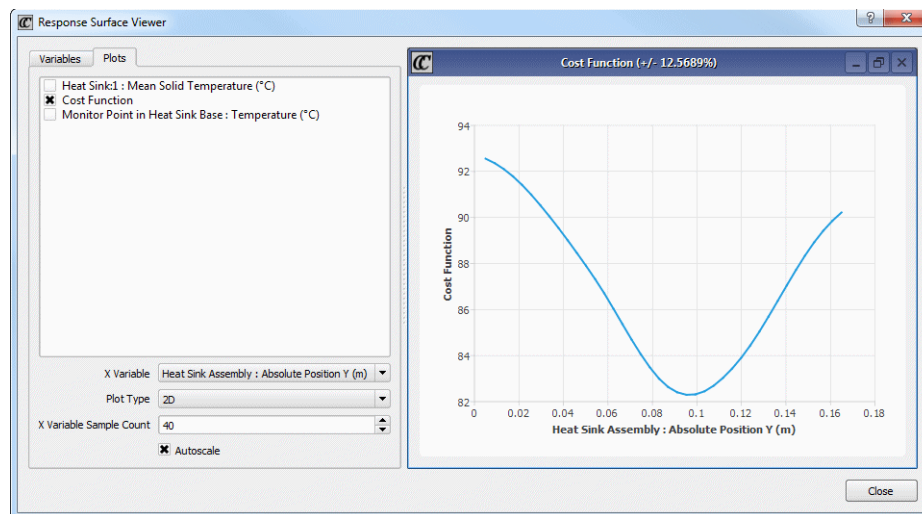 Response Surface Viewer
Variables
Plots
Heat Sink:1 : Mean Solid Temperature (°C)
Cost Function
Monitor Point in Heat Sink Base : Temperature (°C)
X Variable
Heat Sink Assembly : Absolute Position Y (m)
Plot Type
2D
X Variable Sample Count
40
Autoscale
Cost Function (+/- 12.5689%)
94
92
90
88
86
84
82
Cost Function
0
0.02
0.04
0.06
0.08
0.1
0.12
0.14
0.16
0.18
Heat Sink Assembly : Absolute Position Y (m)
Close